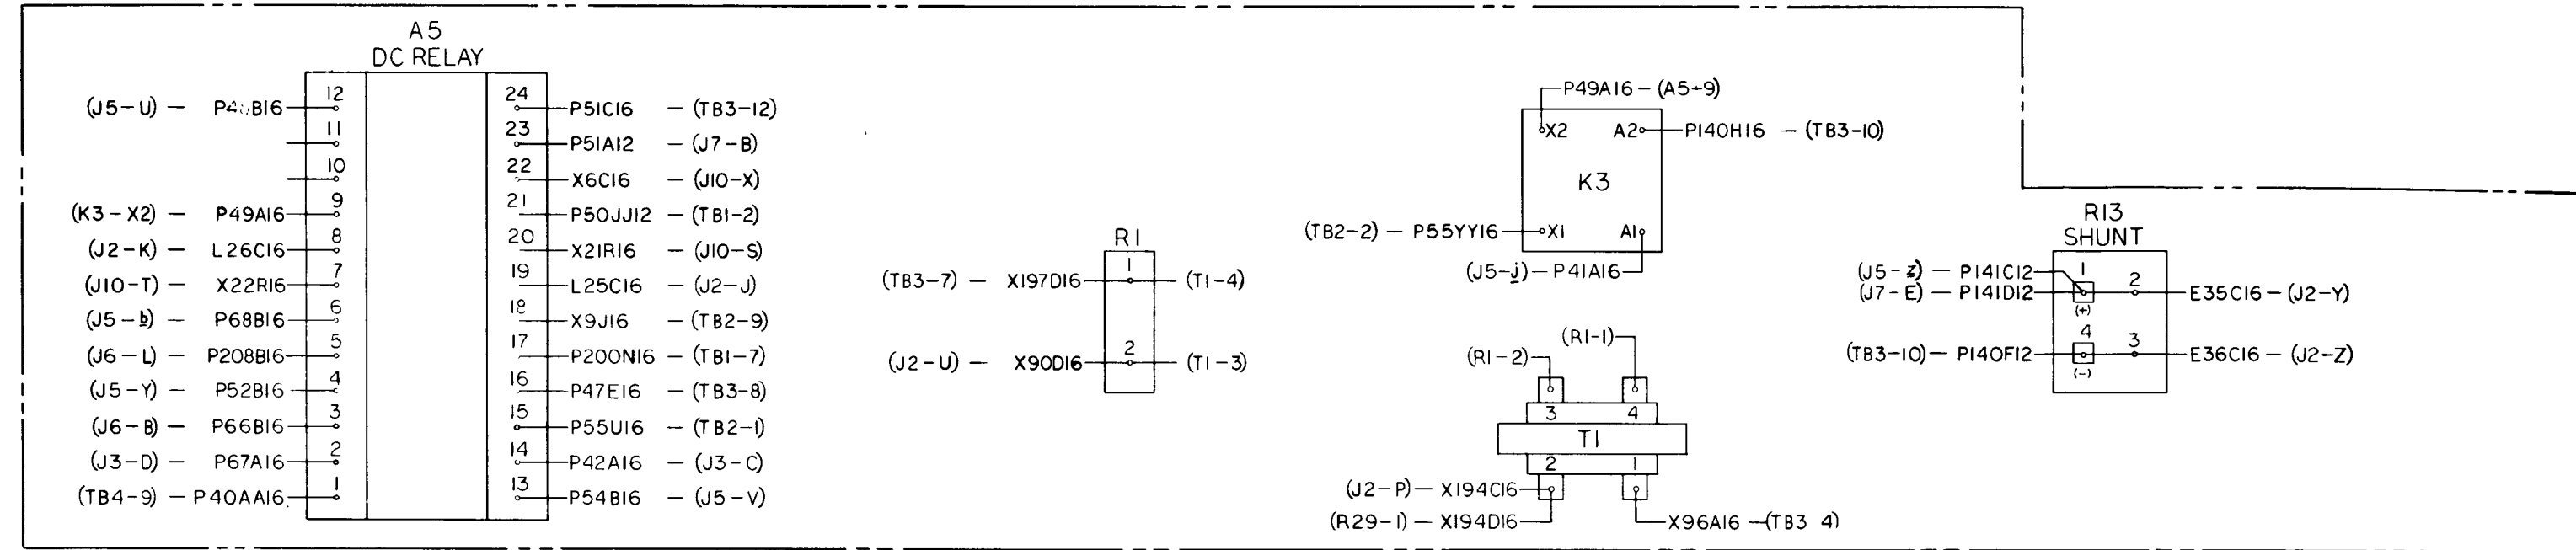 A5
DC RELAY
(J5-U) — 12
24 P51C16 — (TB3-12)
11
23 P51A12 — (J7-B)
10
22 X6C16 — (J10-X)
(K3-X2) — P49A16 9
21 P50JJ12 — (TB1-2)
(J2-K) — L26C16 8
20 X21R16 — (J10-S)
(J10-T) — X22R16 7
19 L25C16 — (J2-J)
(J5-b) — P68B16 6
18 X9J16 — (TB2-9)
(J6-L) — P208B16 5
17 P200N16 — (TB1-7)
(J5-Y) — P52B16 4
16 P47E16 — (TB3-8)
(J6-B) — P66B16 3
15 P55U16 — (TB2-1)
(J3-D) — P67A16 2
14 P42A16 — (J3-C)
(TB4-9) — P40AA16 1
13 P54B16 — (J5-V)
R1
(TB3-7) — X197D16 1 (T1-4)
(J2-U) — X90D16 2 (T1-3)
P49A16 — (A5-9)
X2 A2 P140H16 — (TB3-10)
K3
(TB2-2) — P55YY16 X1 A1
(J5-j) — P41A16
(R1-1)
(R1-2)
3 4
T1
2 1
(J2-P) — X194C16
(R29-1) — X194D16
X96A16 — (TB3 4)
R13
SHUNT
(J5-z) — P141C12 1
(J7-E) — P141D12 2 E35C16 — (J2-Y)
(+)
(TB3-10) — P140F12 4 3 E36C16 — (J2-Z)
(-)